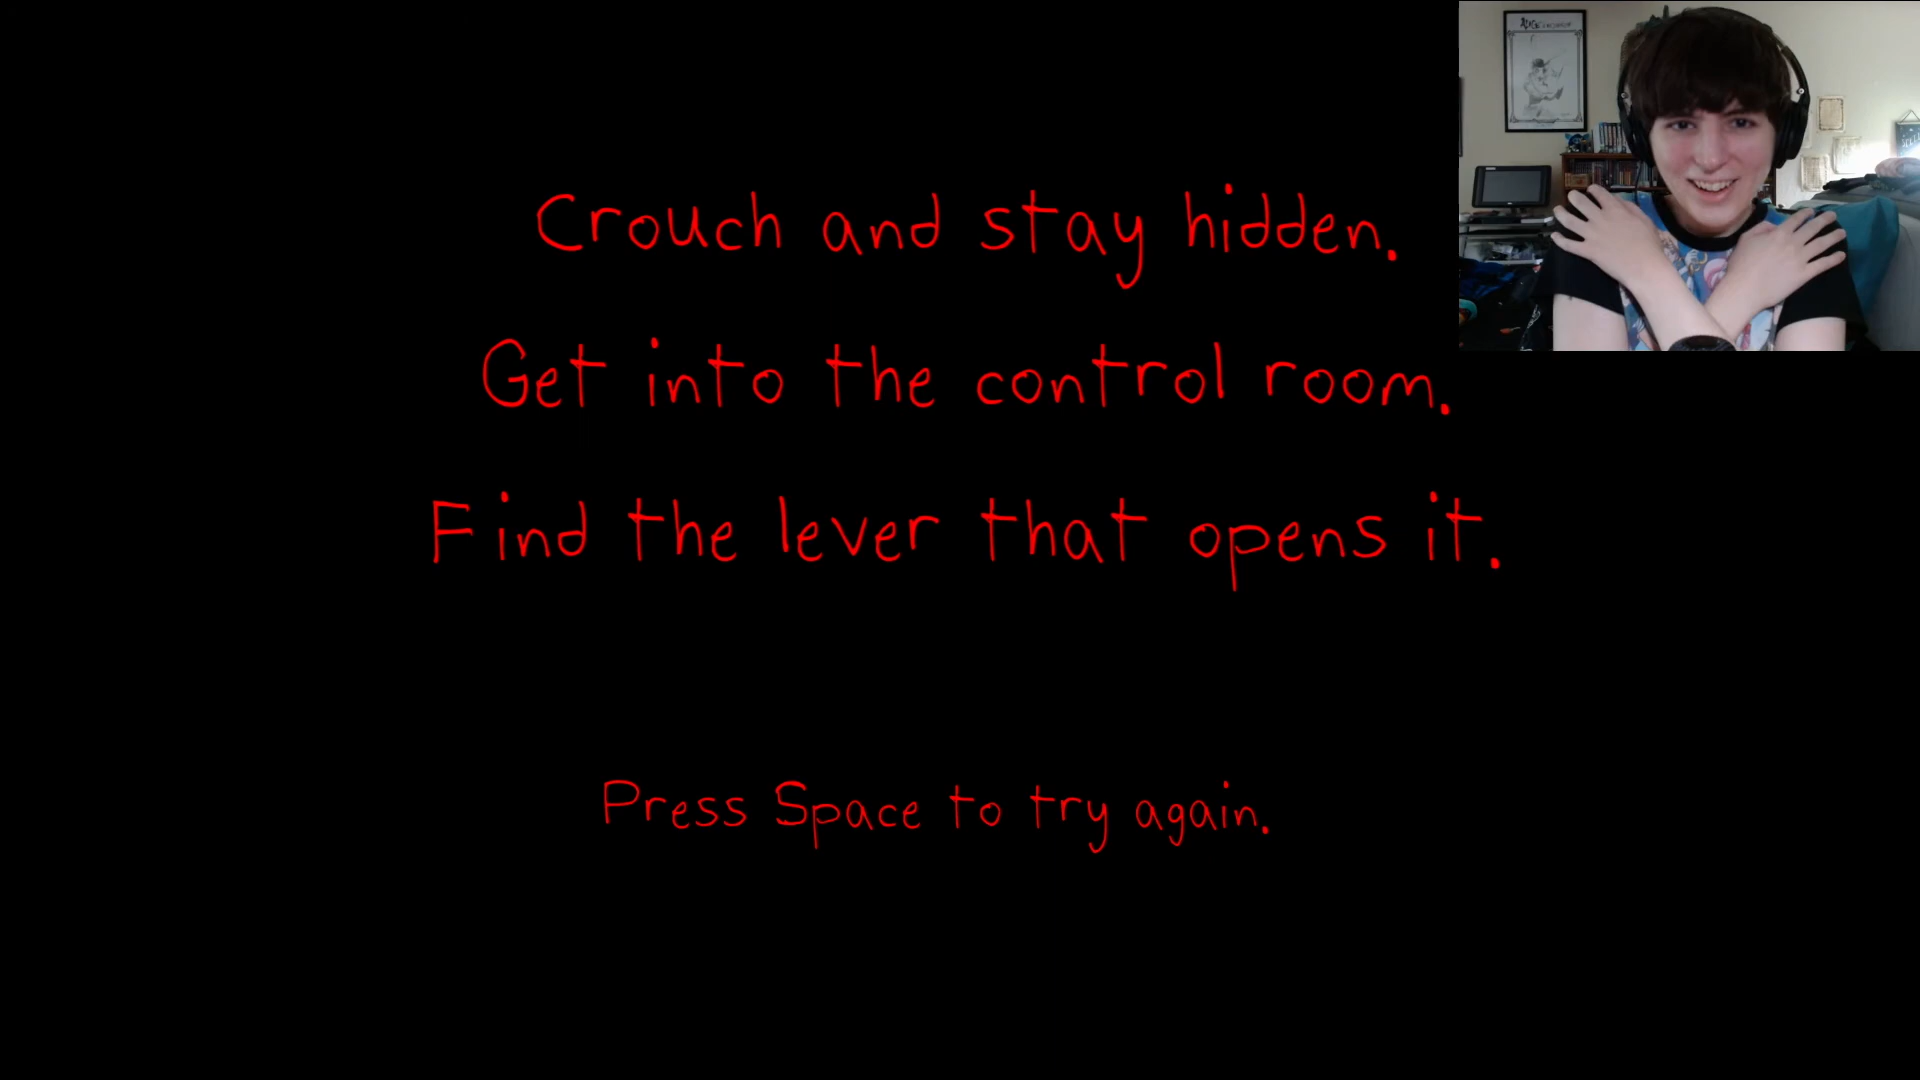 Crouch and stay hidden.
Get into the control room.
Find the lever that opens it.
Press Space to try again.